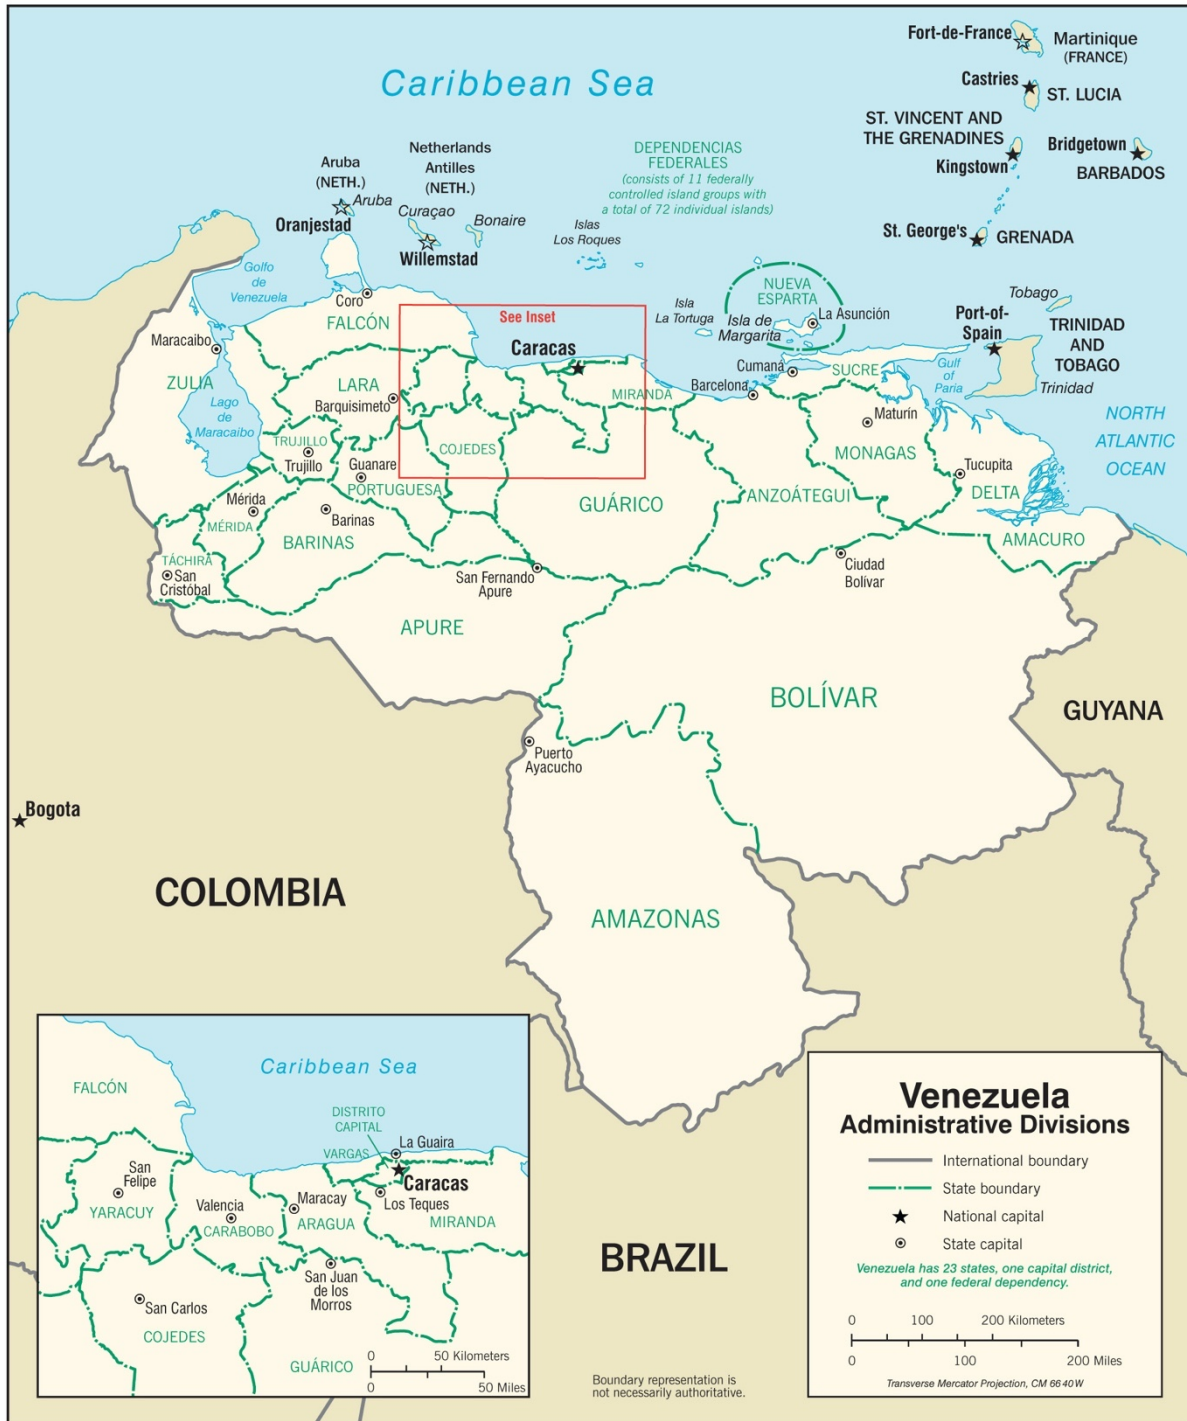 Caribbean Sea
Fort-de-France
Martinique
(FRANCE)
Castries
ST. LUCIA
ST. VINCENT AND
THE GRENADINES
Kingstown
Bridgetown
BARBADOS
St. George's
GRENADA
DEPENDENCIAS
FEDERALES
(consists of 11 federally
controlled island groups with
a total of 72 individual islands)
Aruba
(NETH.)
Aruba
Oranjestad
Netherlands
Antilles
(NETH.)
Curaçao
Bonaire
Willemstad
Islas
Los Roques
Golfo
de
Venezuela
Coro
FALCÓN
See Inset
Caracas
Isla
La Tortuga
NUEVA
ESPARTA
Isla de
Margarita
La Asunción
Tobago
Port-of-
Spain
TRINIDAD
AND
TOBAGO
Trinidad
Gulf
of
Paria
NORTH
ATLANTIC
OCEAN
Maracaibo
ZULIA
Lago
de
Maracaibo
LARA
Barquisimeto
MIRANDA
Barcelona
Cumaná
SUCRE
Maturín
MONAGAS
TRUJILLO
Trujillo
Guanare
PORTUGUESA
COJEDES
GUÁRICO
ANZOÁTEGUI
Tucupita
DELTA
AMACURO
Mérida
MÉRIDA
Barinas
BARINAS
TÁCHIRA
San
Cristóbal
San Fernando
Apure
Ciudad
Bolívar
APURE
BOLÍVAR
GUYANA
Puerto
Ayacucho
Bogota
COLOMBIA
AMAZONAS
BRAZIL
Caribbean Sea
FALCÓN
DISTRITO
CAPITAL
VARGAS
La Guaira
Caracas
San
Felipe
YARACUY
Valencia
CARABOBO
Maracay
ARAGUA
Los Teques
MIRANDA
San Juan
de los
Morros
San Carlos
COJEDES
GUÁRICO
0 50 Kilometers
0 50 Miles
Boundary representation is
not necessarily authoritative.
Venezuela
Administrative Divisions
International boundary
State boundary
National capital
State capital
Venezuela has 23 states, one capital district,
and one federal dependency.
0 100 200 Kilometers
0 100 200 Miles
Transverse Mercator Projection, CM 66 40 W